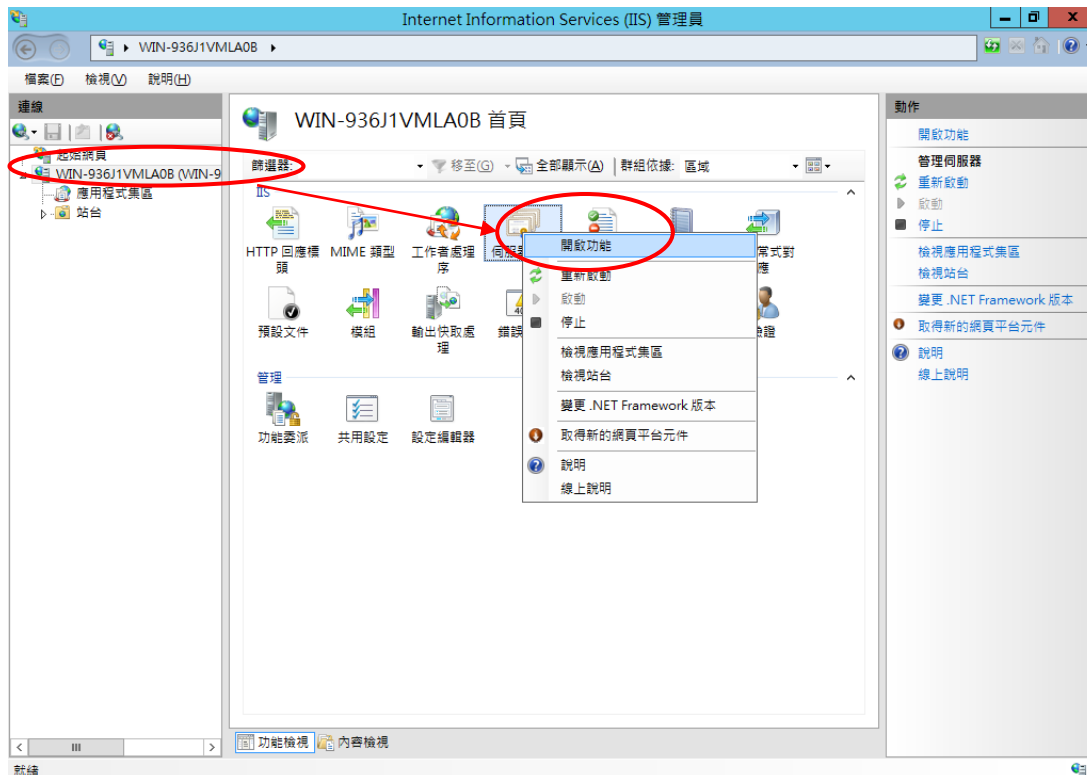 Internet Information Services (IIS) 管理員
WIN-936J1VMLA0B
檔案(F) 檢視(V) 說明(H)
連線
起始網頁
WIN-936J1VMLA0B (WIN-9
應用程式集區
站台
WIN-936J1VMLA0B 首頁
篩選器: 移至(G) 全部顯示(A) 群組依據: 區域
IIS
HTTP 回應標頭
MIME 類型
工作者處理序
伺服器
常式對應
預設文件
模組
輸出快取處理
錯誤
管理
功能委派
共用設定
設定編輯器
開啟功能
重新啟動
啟動
停止
檢視應用程式集區
檢視站台
變更 .NET Framework 版本
取得新的網頁平台元件
說明
線上說明
功能檢視 內容檢視
動作
開啟功能
管理伺服器
重新啟動
啟動
停止
檢視應用程式集區
檢視站台
變更 .NET Framework 版本
取得新的網頁平台元件
說明
線上說明
就緒